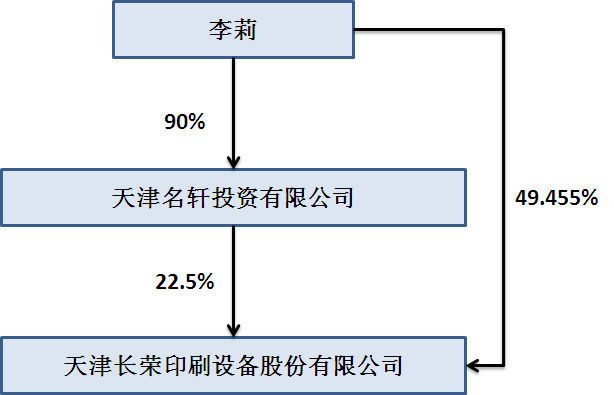 李莉
90%
天津名轩投资有限公司
49.455%
22.5%
天津长荣印刷设备股份有限公司